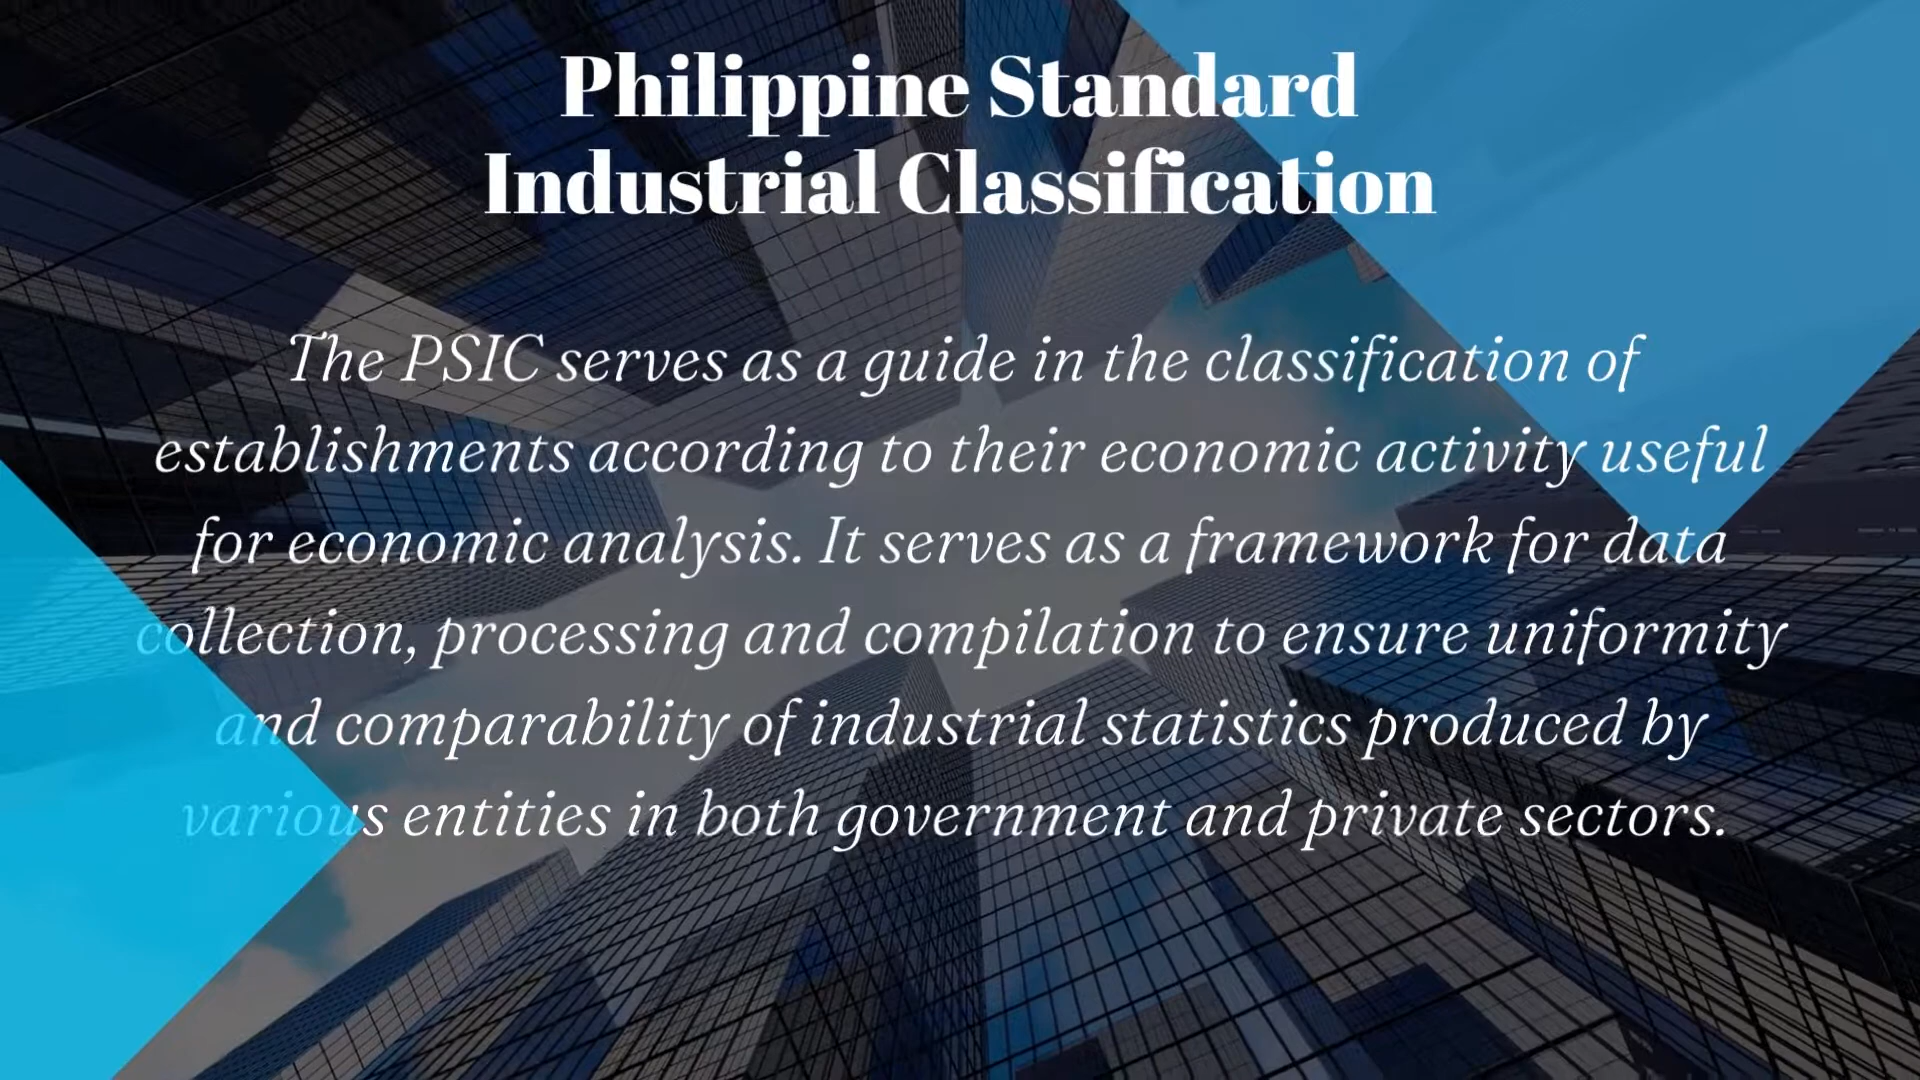 Philippine Standard
Industrial Classification
The PSIC serves as a guide in the classification of
establishments according to their economic activity useful
for economic analysis. It serves as a framework for data
collection, processing and compilation to ensure uniformity
and comparability of industrial statistics produced by
various entities in both government and private sectors.